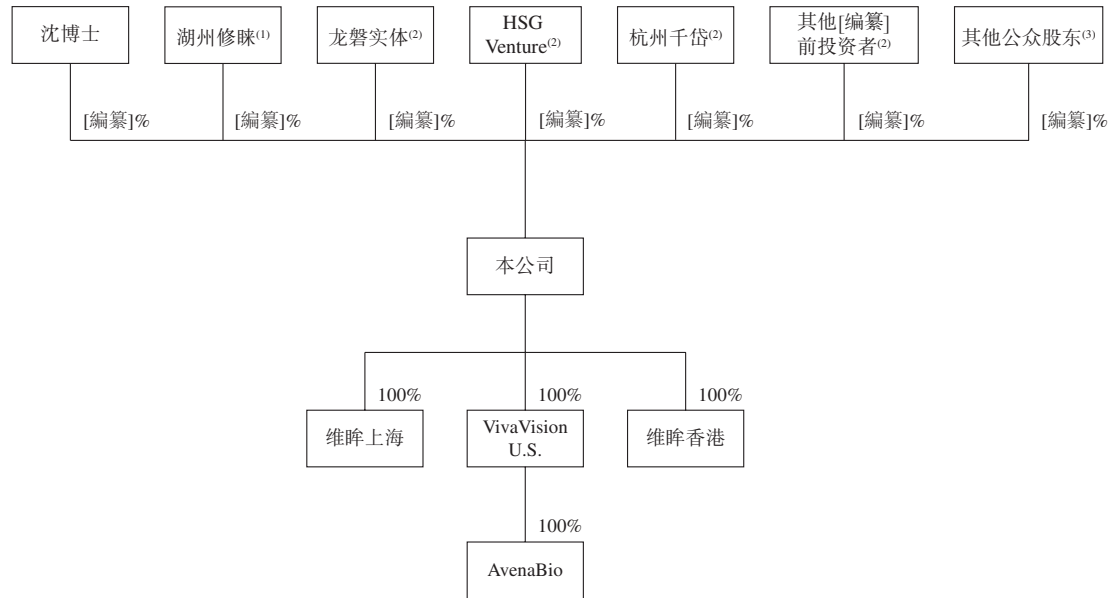 沈博士
湖州修睐(1)
龙磐实体(2)
HSG
Venture(2)
杭州千岱(2)
其他[编纂]
前投资者(2)
其他公众股东(3)
[编纂]%
[编纂]%
[编纂]%
[编纂]%
[编纂]%
[编纂]%
[编纂]%
本公司
100%
100%
100%
维眸上海
VivaVision
U.S.
维眸香港
100%
AvenaBio